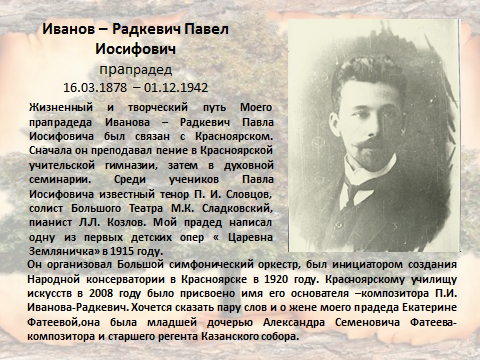 Иванов – Радкевич Павел
Иосифович
прапрадед
16.03.1878 – 01.12.1942
Жизненный и творческий путь Моего
прапрадеда Иванова – Радкевич Павла
Иосифовича был связан с Красноярском.
Сначала он преподавал пение в Красноярской
учительской гимназии, затем в духовной
семинарии. Среди учеников Павла
Иосифовича известный тенор П. И. Словцов,
солист Большого Театра М.К. Сладковский,
пианист Л.Л. Козлов. Мой прадед написал
одну из первых детских опер « Царевна
Земляничка» в 1915 году.
Он организовал Большой симфонический оркестр, был инициатором создания
Народной консерватории в Красноярске в 1920 году. Красноярскому училищу
искусств в 2008 году было присвоено имя его основателя –композитора П.И.
Иванова-Радкевич. Хочется сказать пару слов и о жене моего прадеда Екатерине
Фатеевой,она была младшей дочерью Александра Семеновича Фатеева-
композитора и старшего регента Казанского собора.